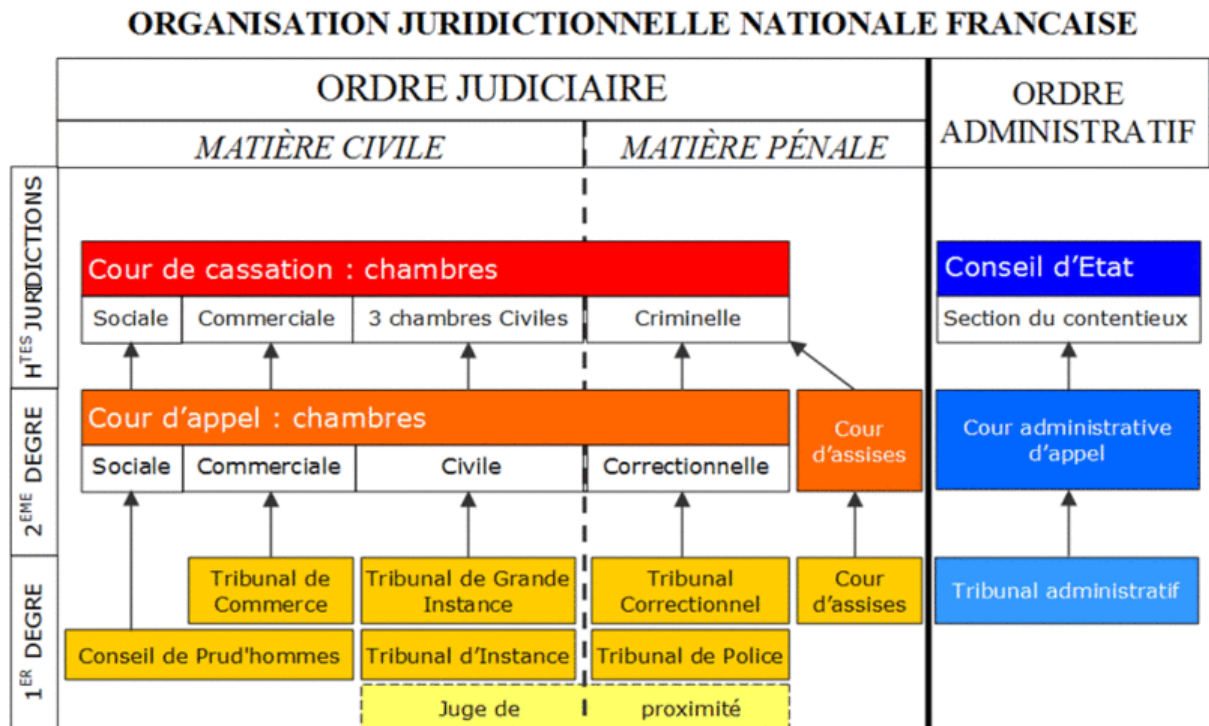 ORGANISATION JURIDICTIONNELLE NATIONALE FRANCAISE
ORDRE JUDICIAIRE
ORDRE
ADMINISTRATIF
MATIÈRE CIVILE
MATIÈRE PÉNALE
HTES JURIDICTIONS
Cour de cassation : chambres
Conseil d'Etat
Sociale
Commerciale
3 chambres Civiles
Criminelle
Section du contentieux
2EME DEGRE
Cour d'appel : chambres
Cour
d'assises
Cour administrative
d'appel
Sociale
Commerciale
Civile
Correctionnelle
1ER DEGRE
Tribunal de
Commerce
Tribunal de Grande
Instance
Tribunal
Correctionnel
Cour
d'assises
Tribunal administratif
Conseil de Prud'hommes
Tribunal d'Instance
Tribunal de Police
Juge de proximité